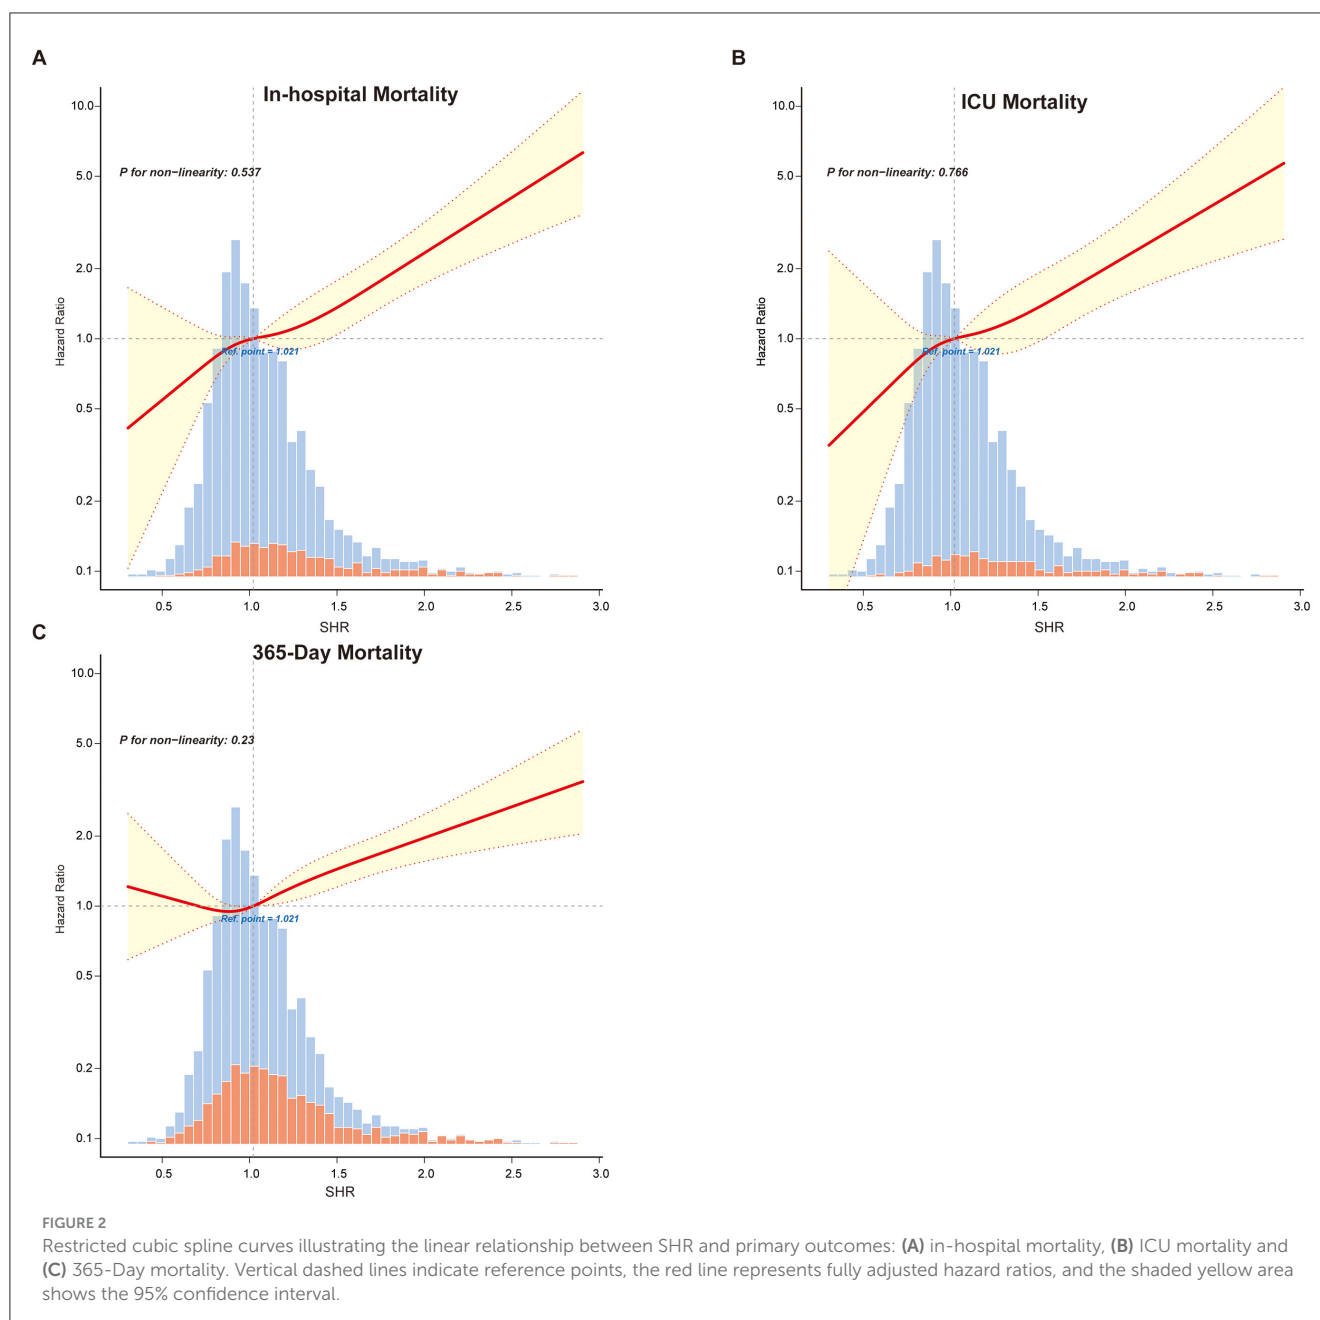 A
In-hospital Mortality
P for non−linearity: 0.537
Ref. point = 1.021
Hazard Ratio
10.0
5.0
2.0
1.0
0.5
0.2
0.1
0.5
1.0
1.5
2.0
2.5
3.0
SHR
B
ICU Mortality
P for non−linearity: 0.766
Ref. point = 1.021
Hazard Ratio
10.0
5.0
2.0
1.0
0.5
0.2
0.1
0.5
1.0
1.5
2.0
2.5
3.0
SHR
C
365-Day Mortality
P for non−linearity: 0.23
Ref. point = 1.021
Hazard Ratio
10.0
5.0
2.0
1.0
0.5
0.2
0.1
0.5
1.0
1.5
2.0
2.5
3.0
SHR
FIGURE 2
Restricted cubic spline curves illustrating the linear relationship between SHR and primary outcomes: (A) in-hospital mortality, (B) ICU mortality and
(C) 365-Day mortality. Vertical dashed lines indicate reference points, the red line represents fully adjusted hazard ratios, and the shaded yellow area
shows the 95% confidence interval.